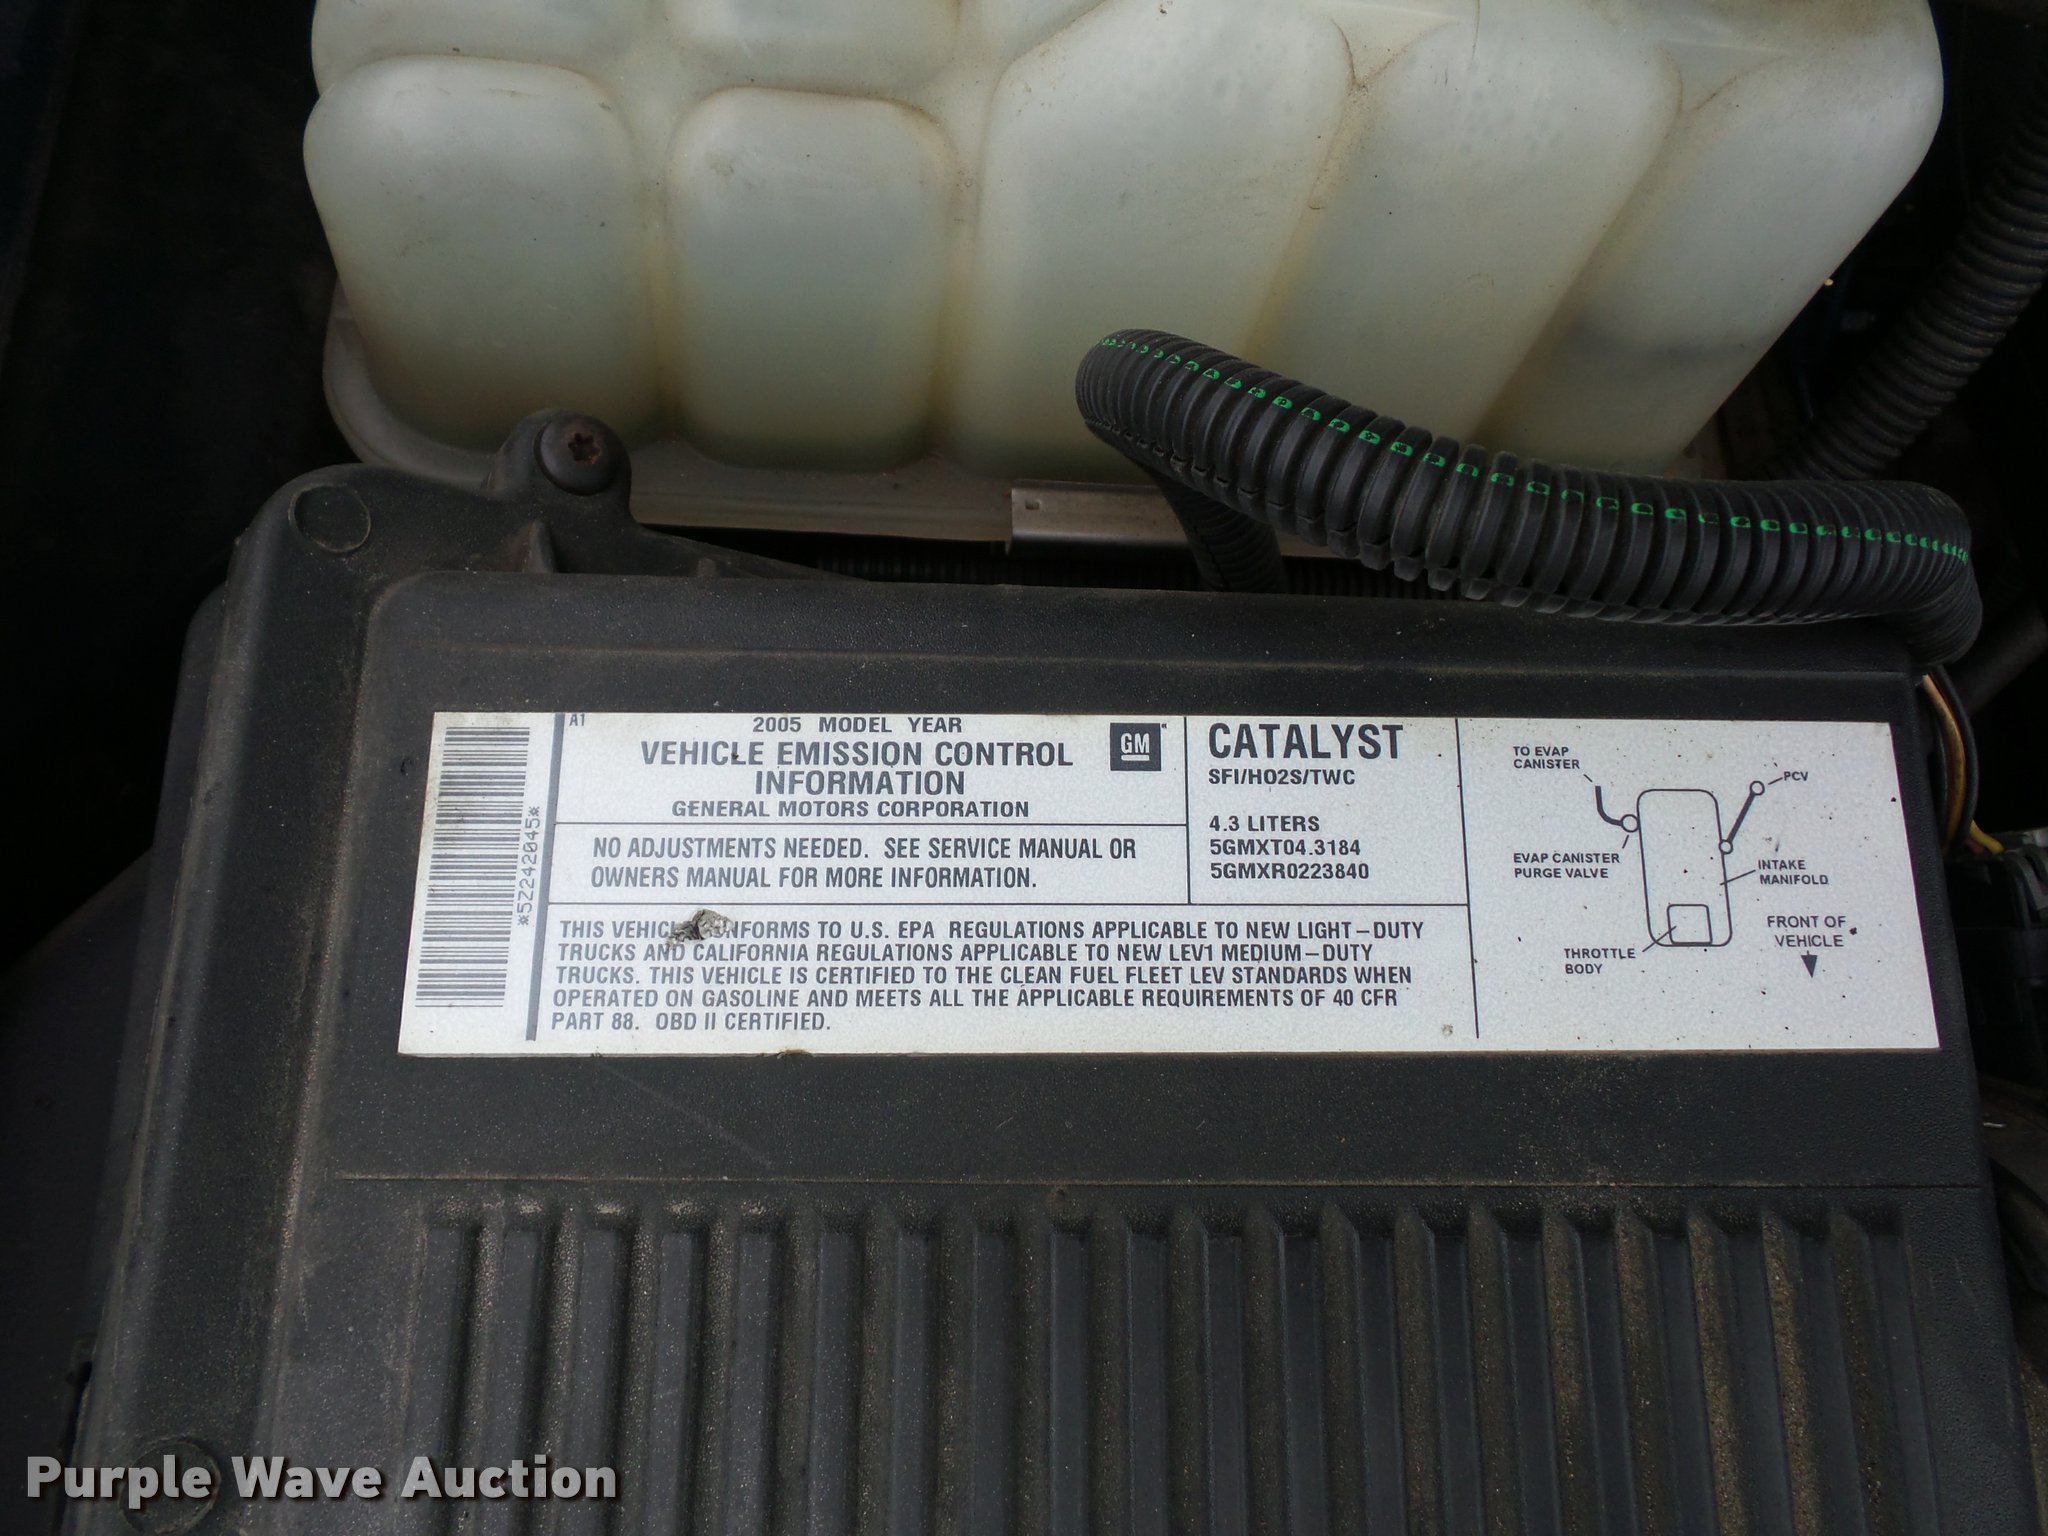 A1
2005 MODEL YEAR
VEHICLE EMISSION CONTROL
INFORMATION
GENERAL MOTORS CORPORATION
GM
NO ADJUSTMENTS NEEDED. SEE SERVICE MANUAL OR
OWNERS MANUAL FOR MORE INFORMATION.
CATALYST
SFI/HO2S/TWC
4.3 LITERS
5GMXT04.3184
5GMXR0223840
*5Z242045*
THIS VEHICLE CONFORMS TO U.S. EPA REGULATIONS APPLICABLE TO NEW LIGHT-DUTY
TRUCKS AND CALIFORNIA REGULATIONS APPLICABLE TO NEW LEV1 MEDIUM-DUTY
TRUCKS. THIS VEHICLE IS CERTIFIED TO THE CLEAN FUEL FLEET LEV STANDARDS WHEN
OPERATED ON GASOLINE AND MEETS ALL THE APPLICABLE REQUIREMENTS OF 40 CFR
PART 88. OBD II CERTIFIED.
TO EVAP
CANISTER
PCV
EVAP CANISTER
PURGE VALVE
INTAKE
MANIFOLD
FRONT OF
VEHICLE
THROTTLE
BODY
Purple Wave Auction